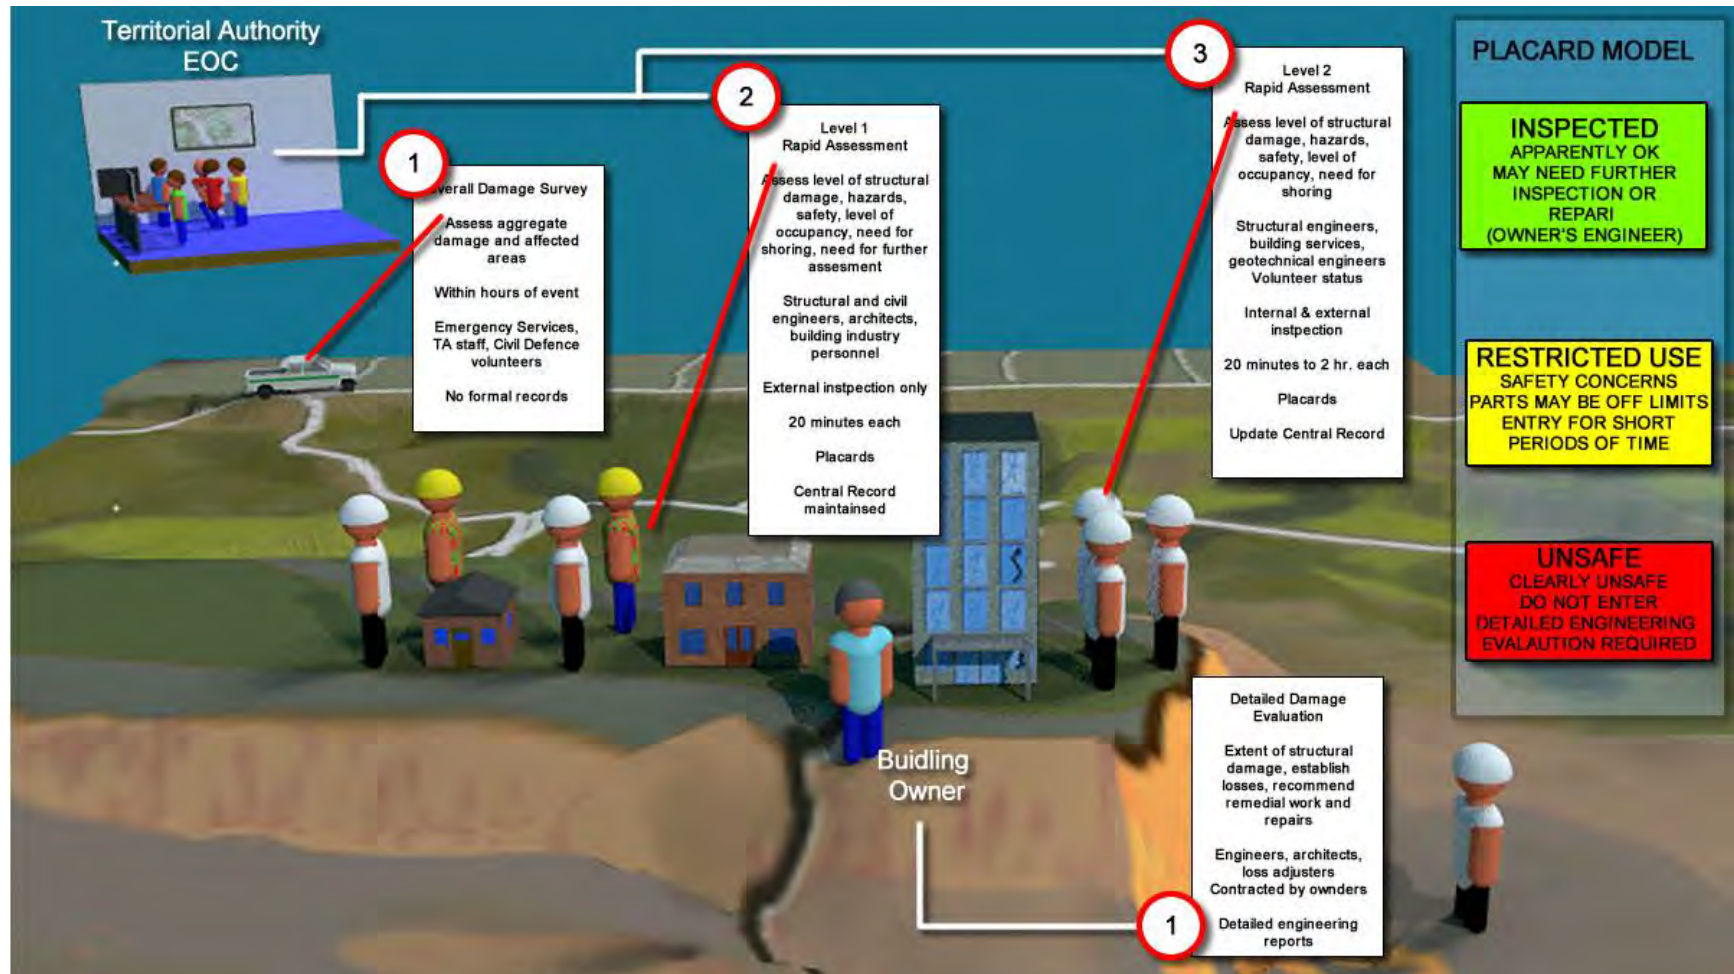 Territorial Authority
EOC
1
Overall Damage Survey
Assess aggregate
damage and affected
areas
Within hours of event
Emergency Services,
TA staff, Civil Defence
volunteers
No formal records
2
Level 1
Rapid Assessment
Assess level of structural
damage, hazards,
safety, level of
occupancy, need for
shoring, need for further
assesment
Structural and civil
engineers, architects,
building industry
personnel
External instpection only
20 minutes each
Placards
Central Record
maintainsed
3
Level 2
Rapid Assessment
Assess level of structural
damage, hazards,
safety, level of
occupancy, need for
shoring
Structural engineers,
building services,
geotechnical engineers
Volunteer status
Internal & external
instpection
20 minutes to 2 hr. each
Placards
Update Central Record
PLACARD MODEL
INSPECTED
APPARENTLY OK
MAY NEED FURTHER
INSPECTION OR
REPARI
(OWNER'S ENGINEER)
RESTRICTED USE
SAFETY CONCERNS
PARTS MAY BE OFF LIMITS
ENTRY FOR SHORT
PERIODS OF TIME
UNSAFE
CLEARLY UNSAFE
DO NOT ENTER
DETAILED ENGINEERING
EVALAUTION REQUIRED
Buidling
Owner
1
Detailed Damage
Evaluation
Extent of structural
damage, establish
losses, recommend
remedial work and
repairs
Engineers, architects,
loss adjusters
Contracted by ownders
Detailed engineering
reports